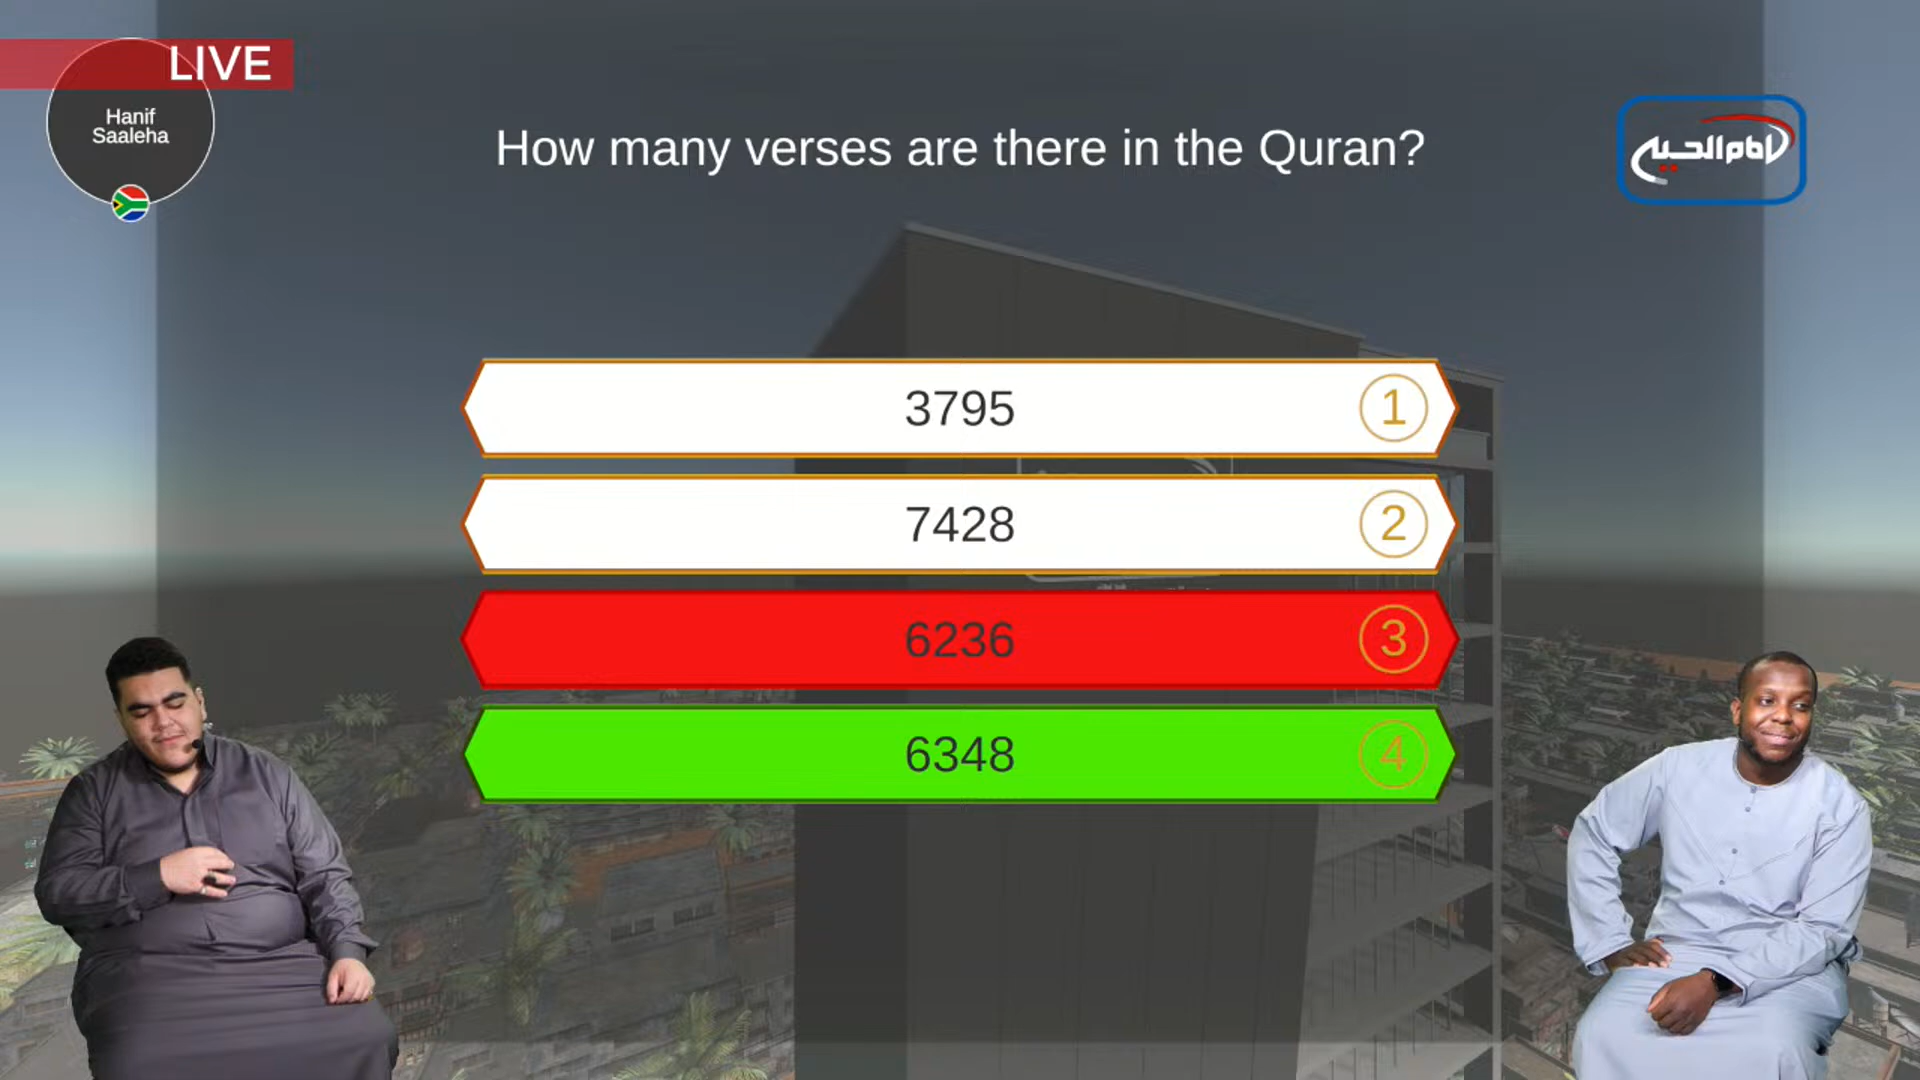 LIVE
Hanif
Saaleha
How many verses are there in the Quran?
3795
1
7428
2
6236
3
6348
4